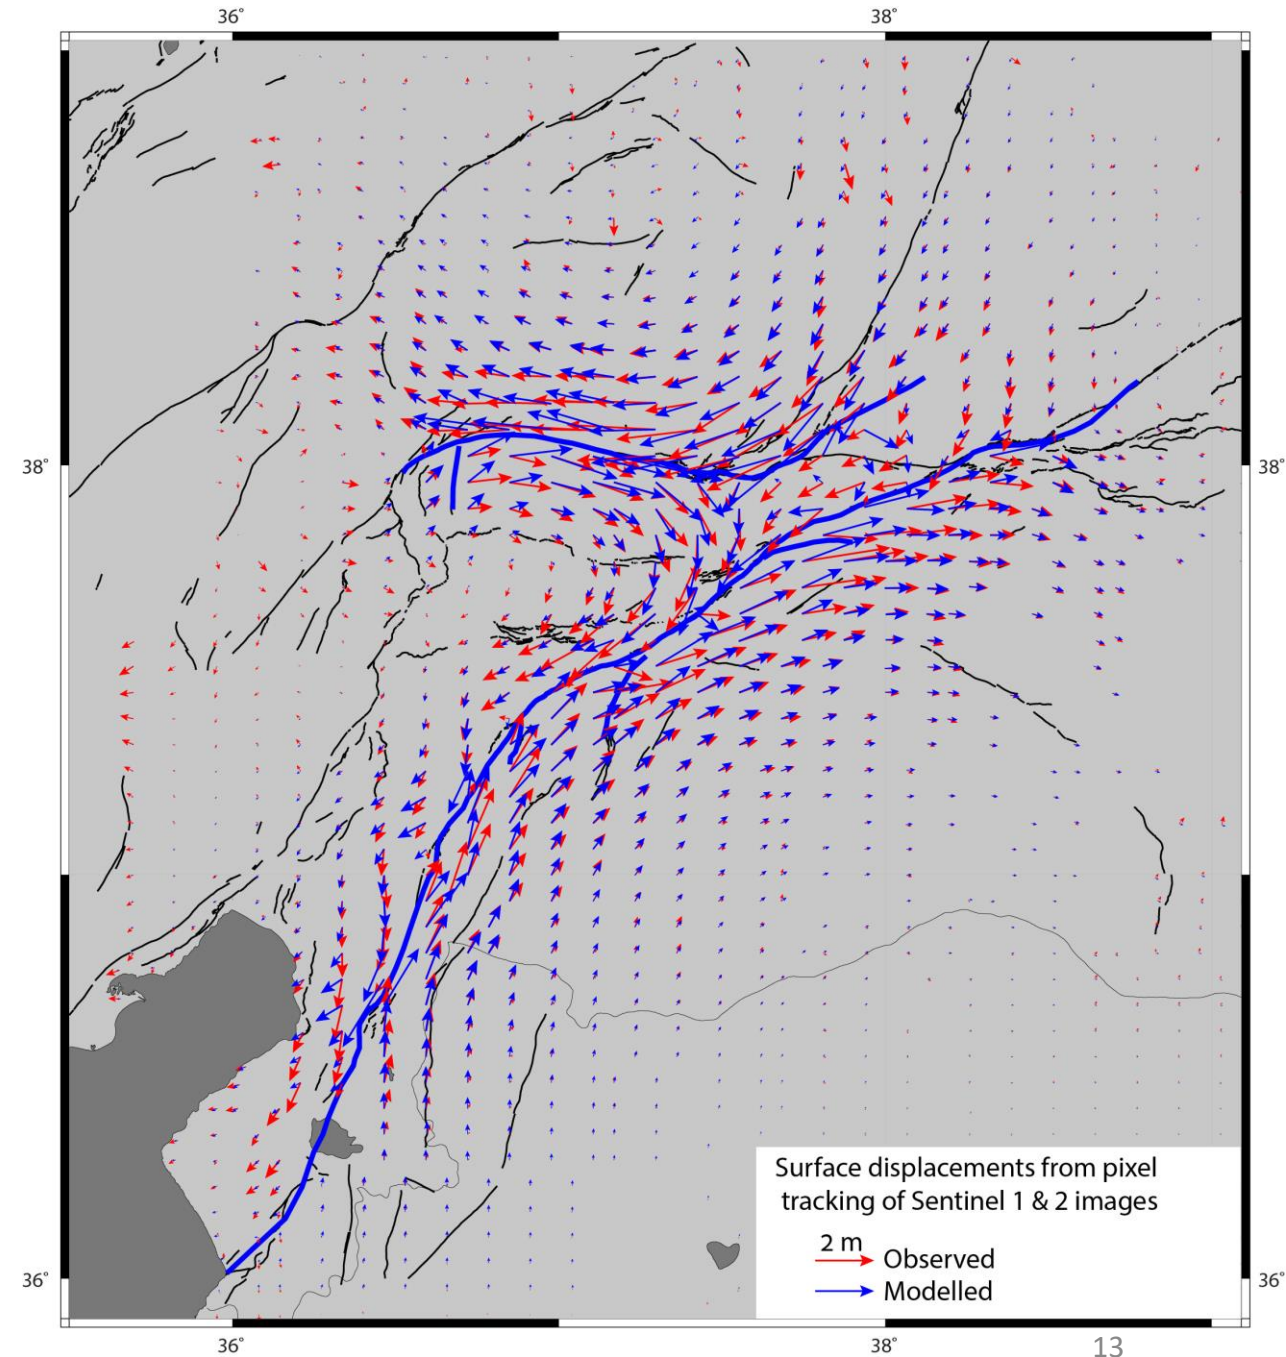 36°
38°
38°
38°
36°
36°
Surface displacements from pixel
tracking of Sentinel 1 & 2 images
2 m
Observed
Modelled
36°
38°
13